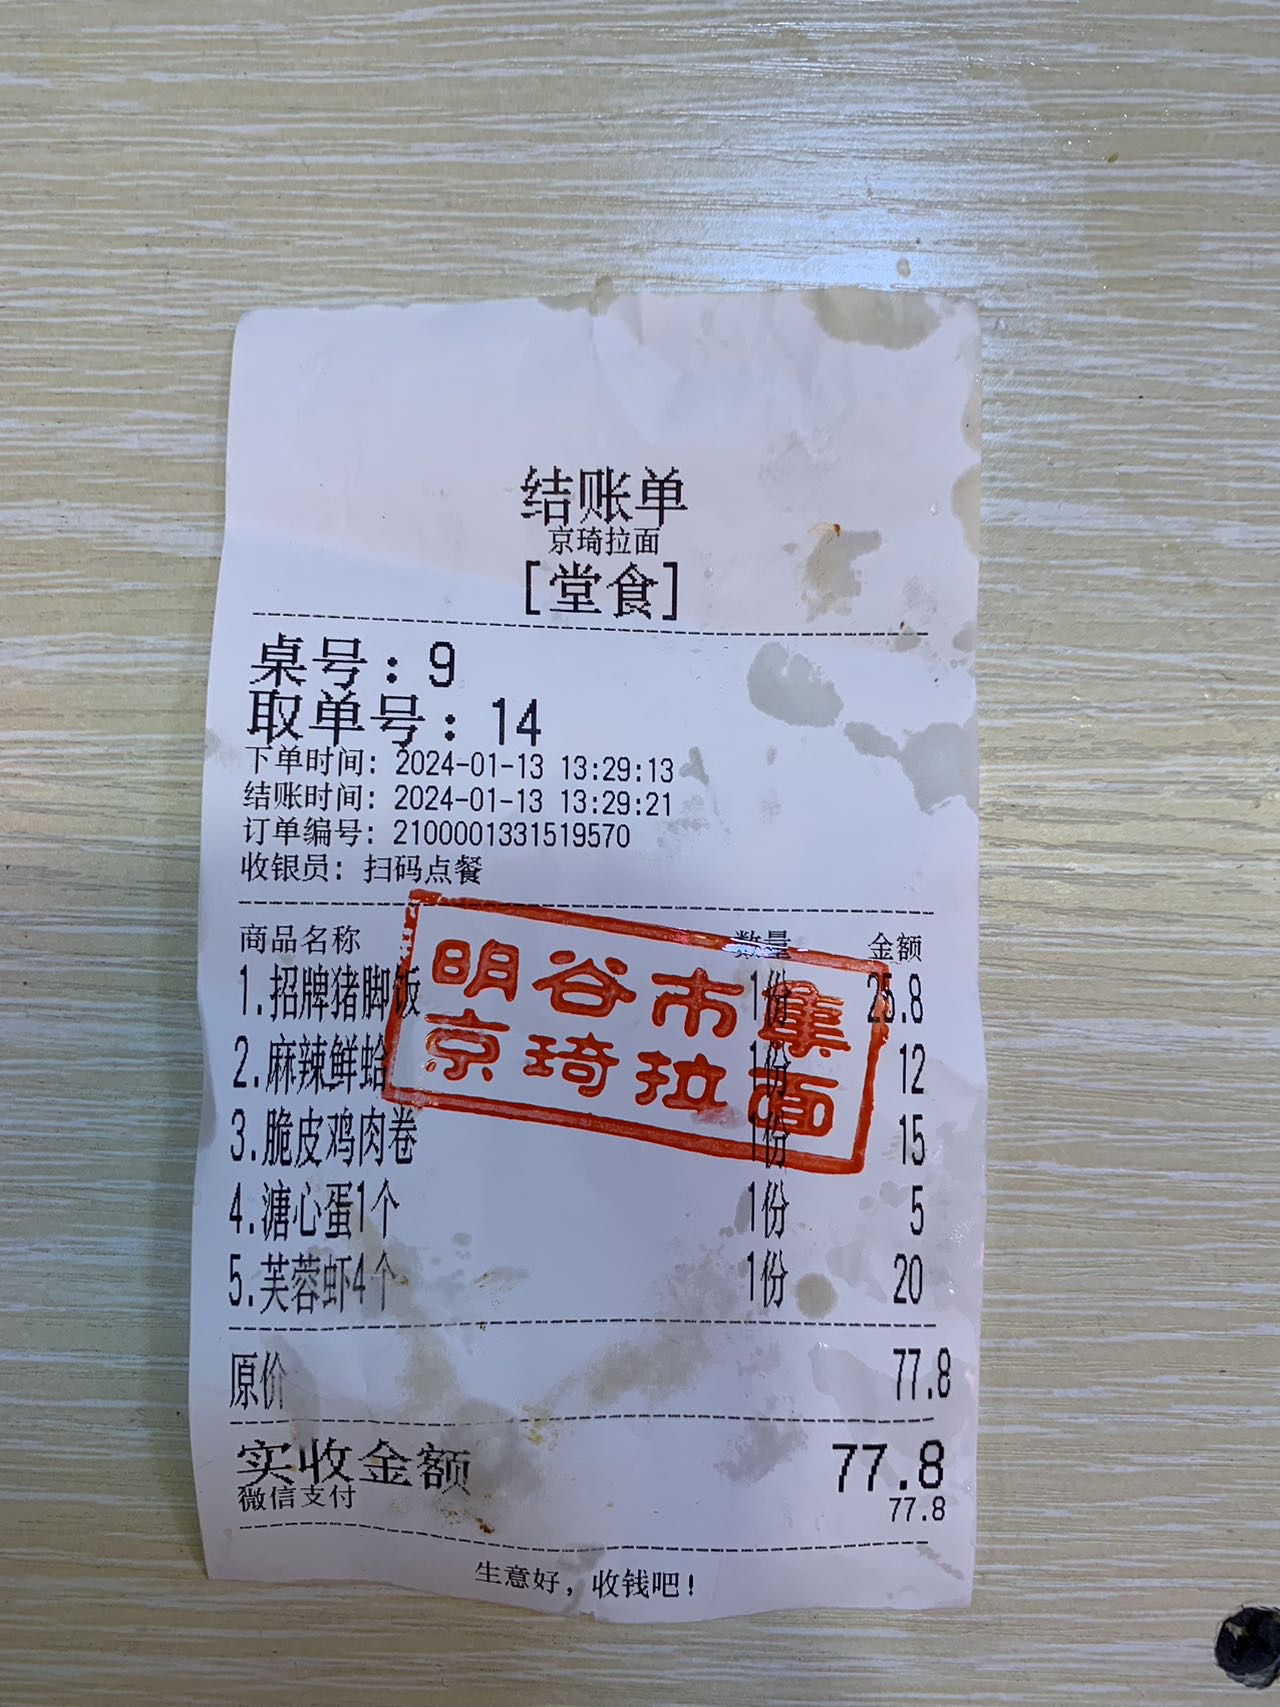 结账单
京琦拉面
[堂食]
桌号：9
取单号：14
下单时间：2024-01-13 13:29:13
结账时间：2024-01-13 13:29:21
订单编号：2100001331519570
收银员：扫码点餐
商品名称 数量 金额
1.招牌猪脚饭 1份 25.8
2.麻辣鲜蛤 1份 12
3.脆皮鸡肉卷 1份 15
4.溏心蛋1个 1份 5
5.芙蓉虾4个 1份 20
明谷市集
京琦拉面
原价 77.8
实收金额 77.8
微信支付 77.8
生意好，收钱吧！